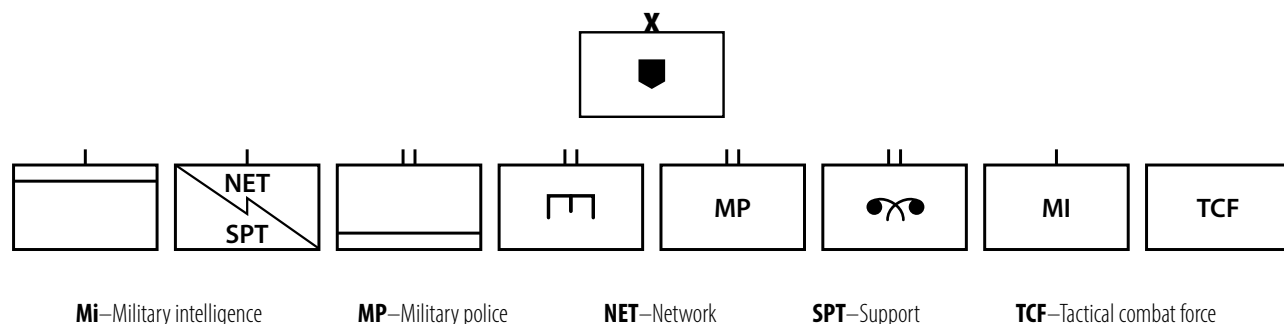 X
NET
SPT
MP
MI
TCF
Mi–Military intelligence MP–Military police NET–Network SPT–Support TCF–Tactical combat force